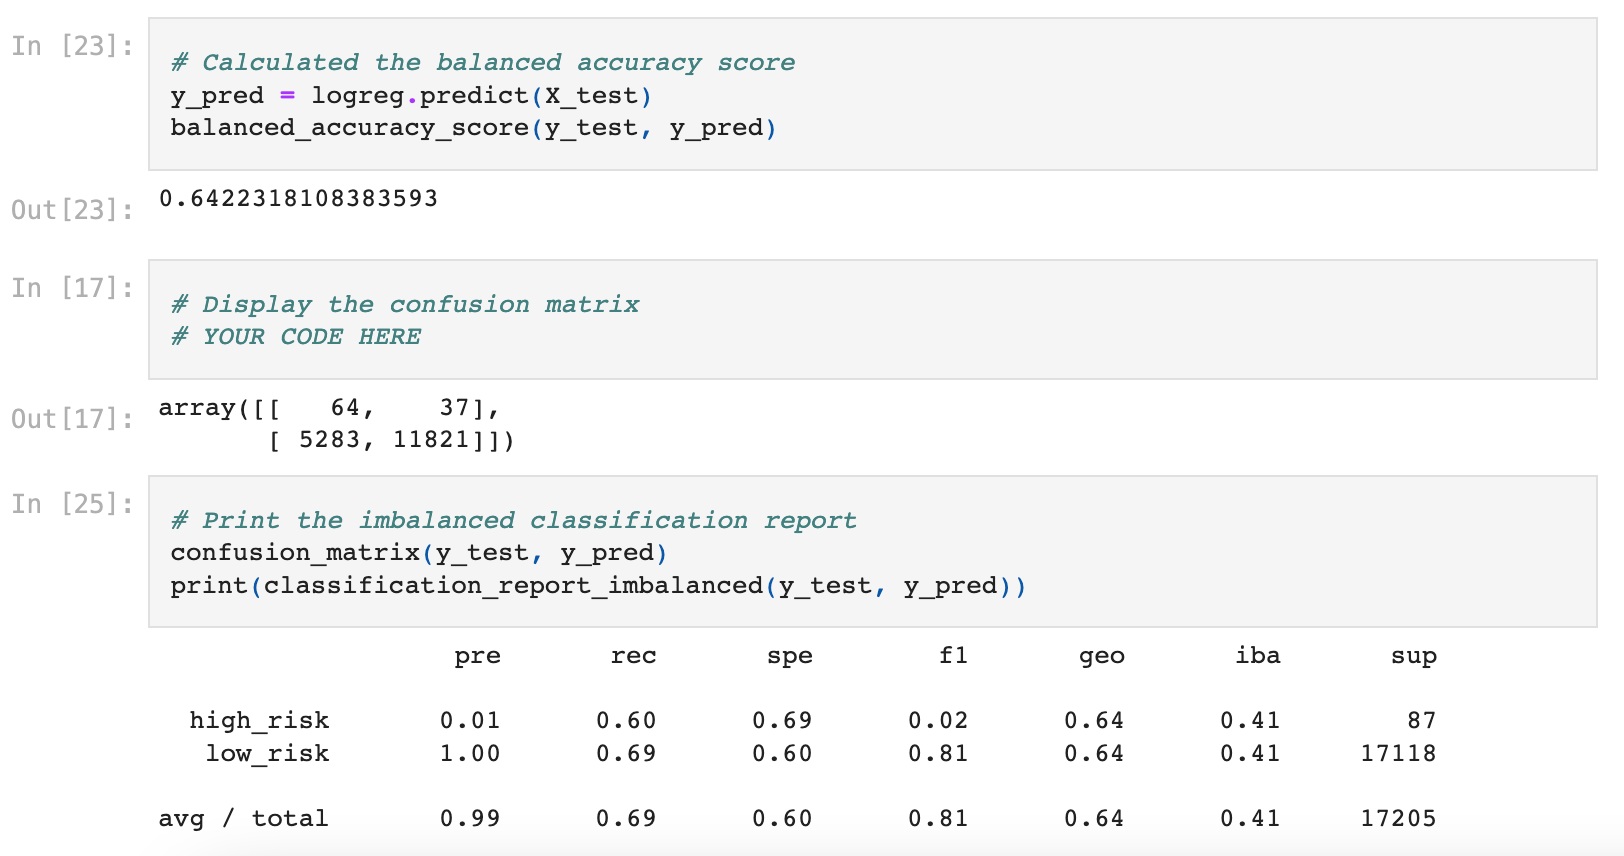 In [23]:
# Calculated the balanced accuracy score
y_pred = logreg.predict(X_test)
balanced_accuracy_score(y_test, y_pred)
Out[23]: 0.6422318108383593
In [17]:
# Display the confusion matrix
# YOUR CODE HERE
Out[17]: array([[   64,    37],
       [ 5283, 11821]])
In [25]:
# Print the imbalanced classification report
confusion_matrix(y_test, y_pred)
print(classification_report_imbalanced(y_test, y_pred))
pre rec spe f1 geo iba sup
high_risk 0.01 0.60 0.69 0.02 0.64 0.41 87
low_risk 1.00 0.69 0.60 0.81 0.64 0.41 17118
avg / total 0.99 0.69 0.60 0.81 0.64 0.41 17205